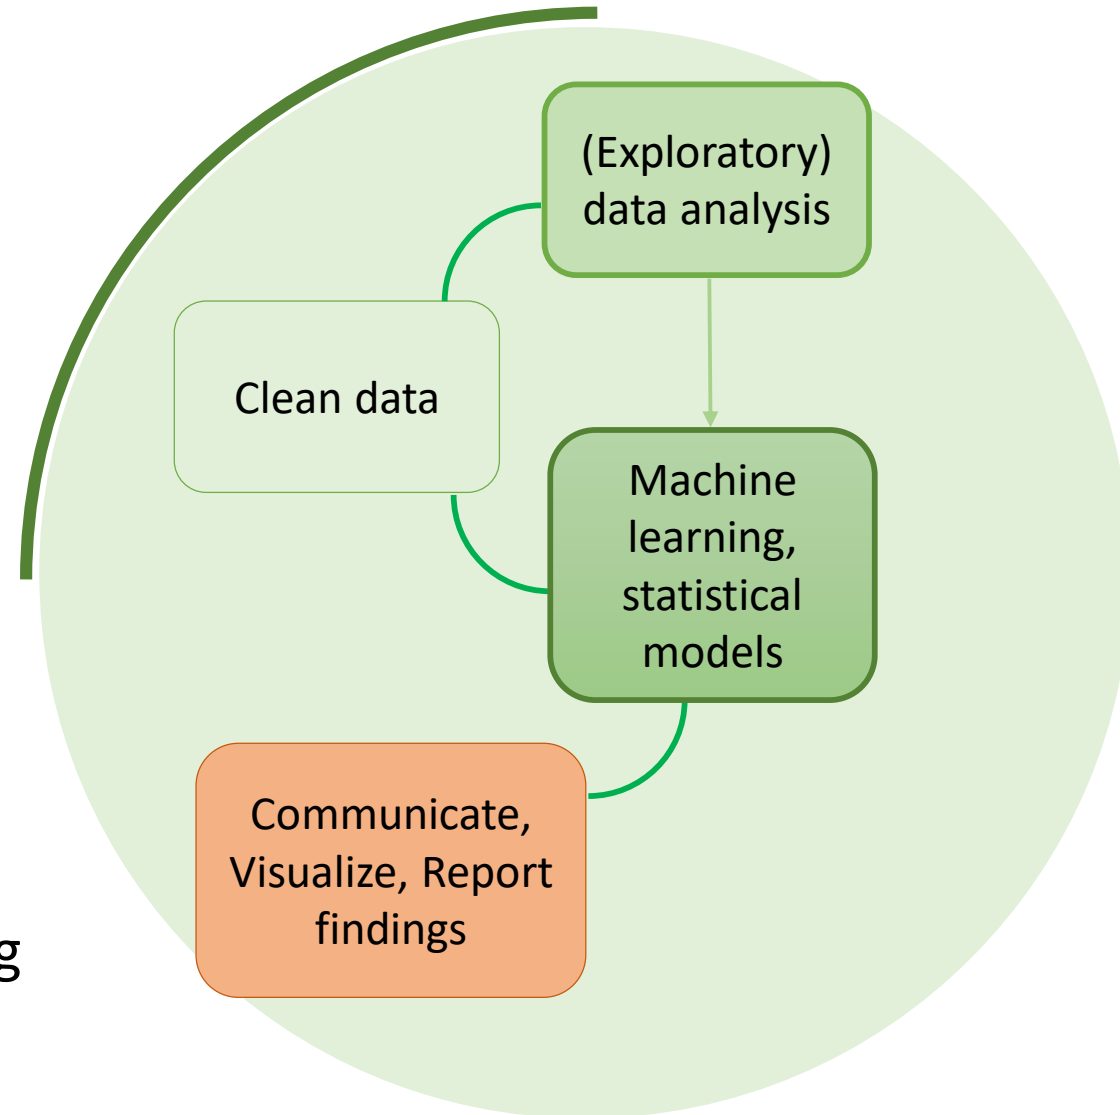 (Exploratory)
data analysis
Clean data
Machine
learning,
statistical
models
Communicate,
Visualize, Report
findings
g